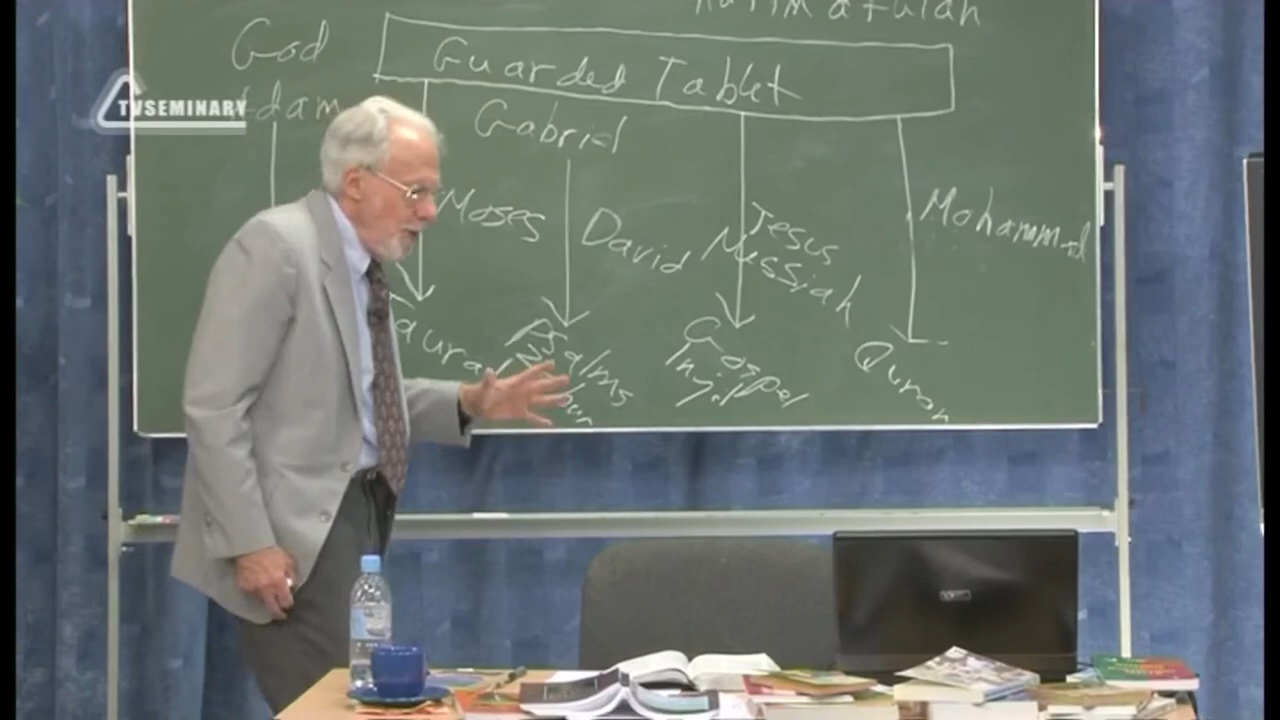 God
Guarded Tablet
TVSEMINARY
Gabriel
Moses
David
Jesus
Messiah
Mohammed
Psalms
Gospel
Injil
Quran